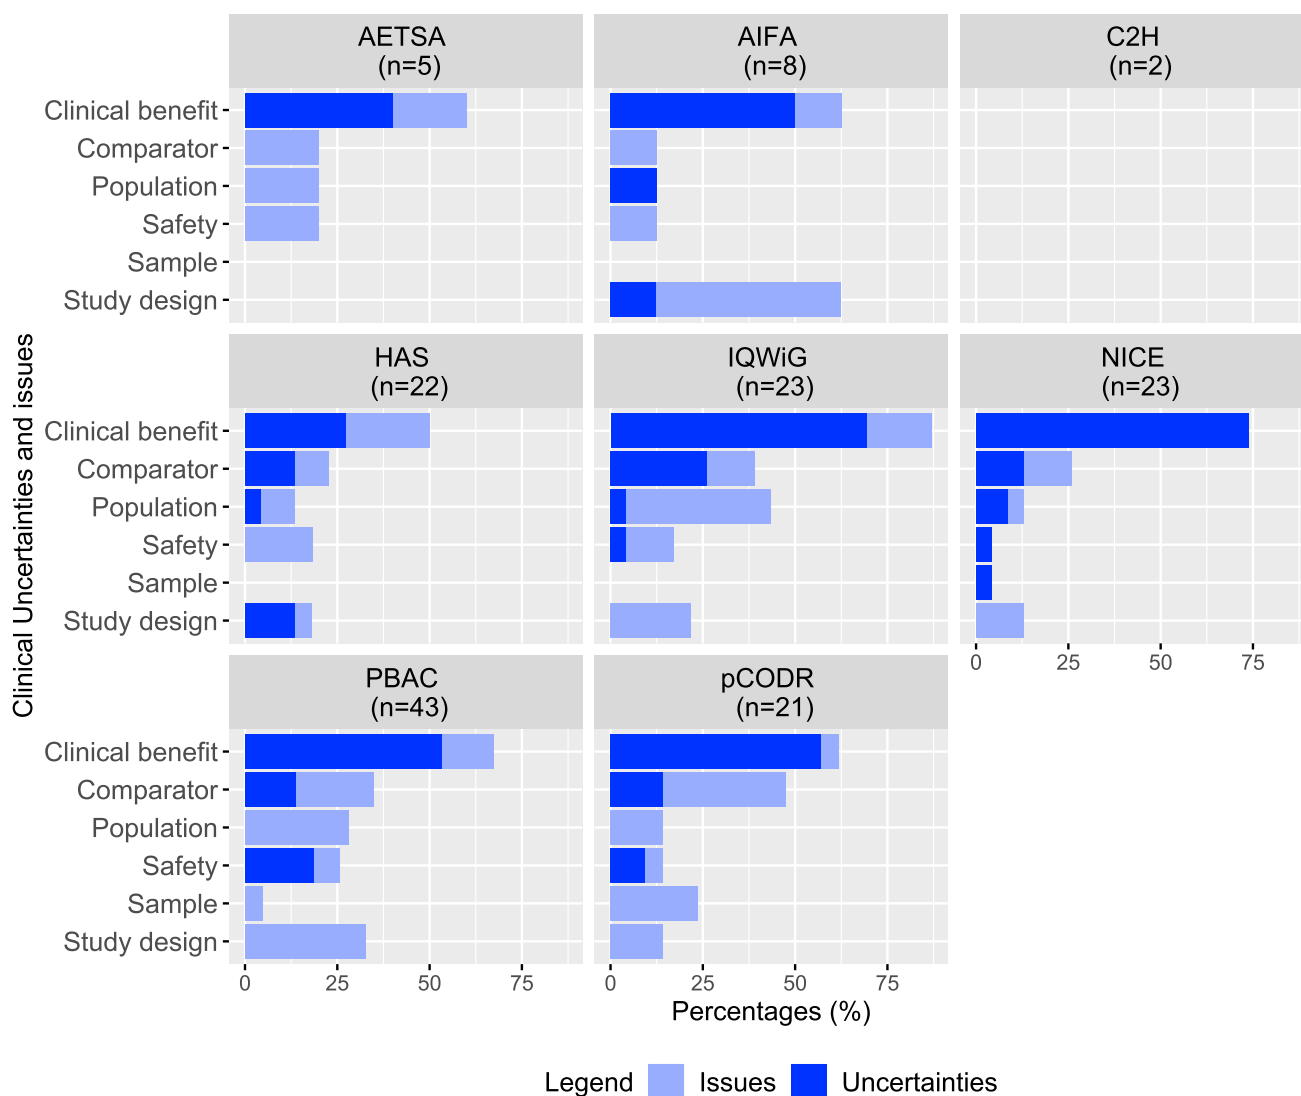 AETSA
(n=5)
AIFA
(n=8)
C2H
(n=2)
Clinical benefit
Comparator
Population
Safety
Sample
Study design
Clinical Uncertainties and issues
HAS
(n=22)
IQWiG
(n=23)
NICE
(n=23)
Clinical benefit
Comparator
Population
Safety
Sample
Study design
0 25 50 75
PBAC
(n=43)
pCODR
(n=21)
Clinical benefit
Comparator
Population
Safety
Sample
Study design
0 25 50 75
0 25 50 75
Percentages (%)
Legend Issues Uncertainties